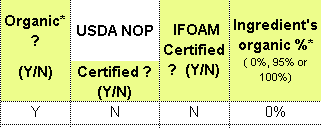 Organic*
?
(Y/N)
USDA NOP
Certified ?
(Y/N)
IFOAM
Certified
? (Y/N)
Ingredient's
organic %*
( 0%, 95% or
100%)
Y N N 0%